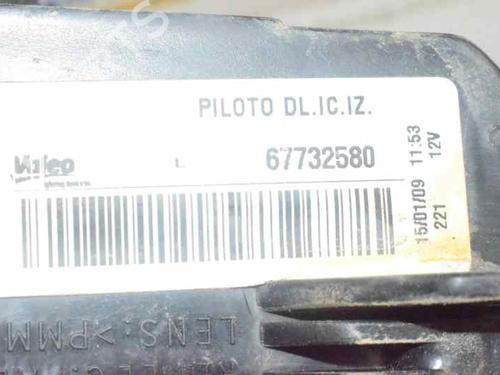 PILOTO DL.IC.IZ.
Valeo
L 67732580
15/01/09 11:53
221 12V
LENS:>PMM